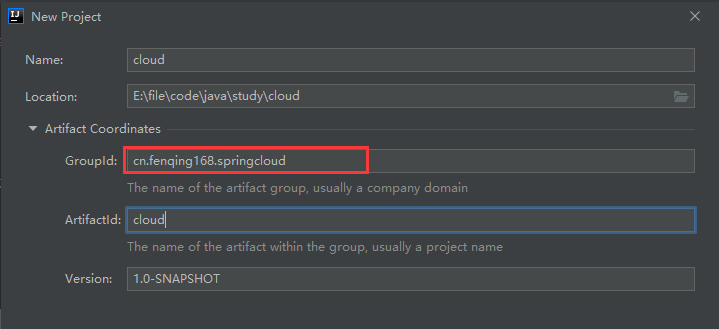 New Project
Name: cloud
Location: E:\file\code\java\study\cloud
Artifact Coordinates
GroupId: cn.fenqing168.springcloud
The name of the artifact group, usually a company domain
ArtifactId: cloud
The name of the artifact within the group, usually a project name
Version: 1.0-SNAPSHOT